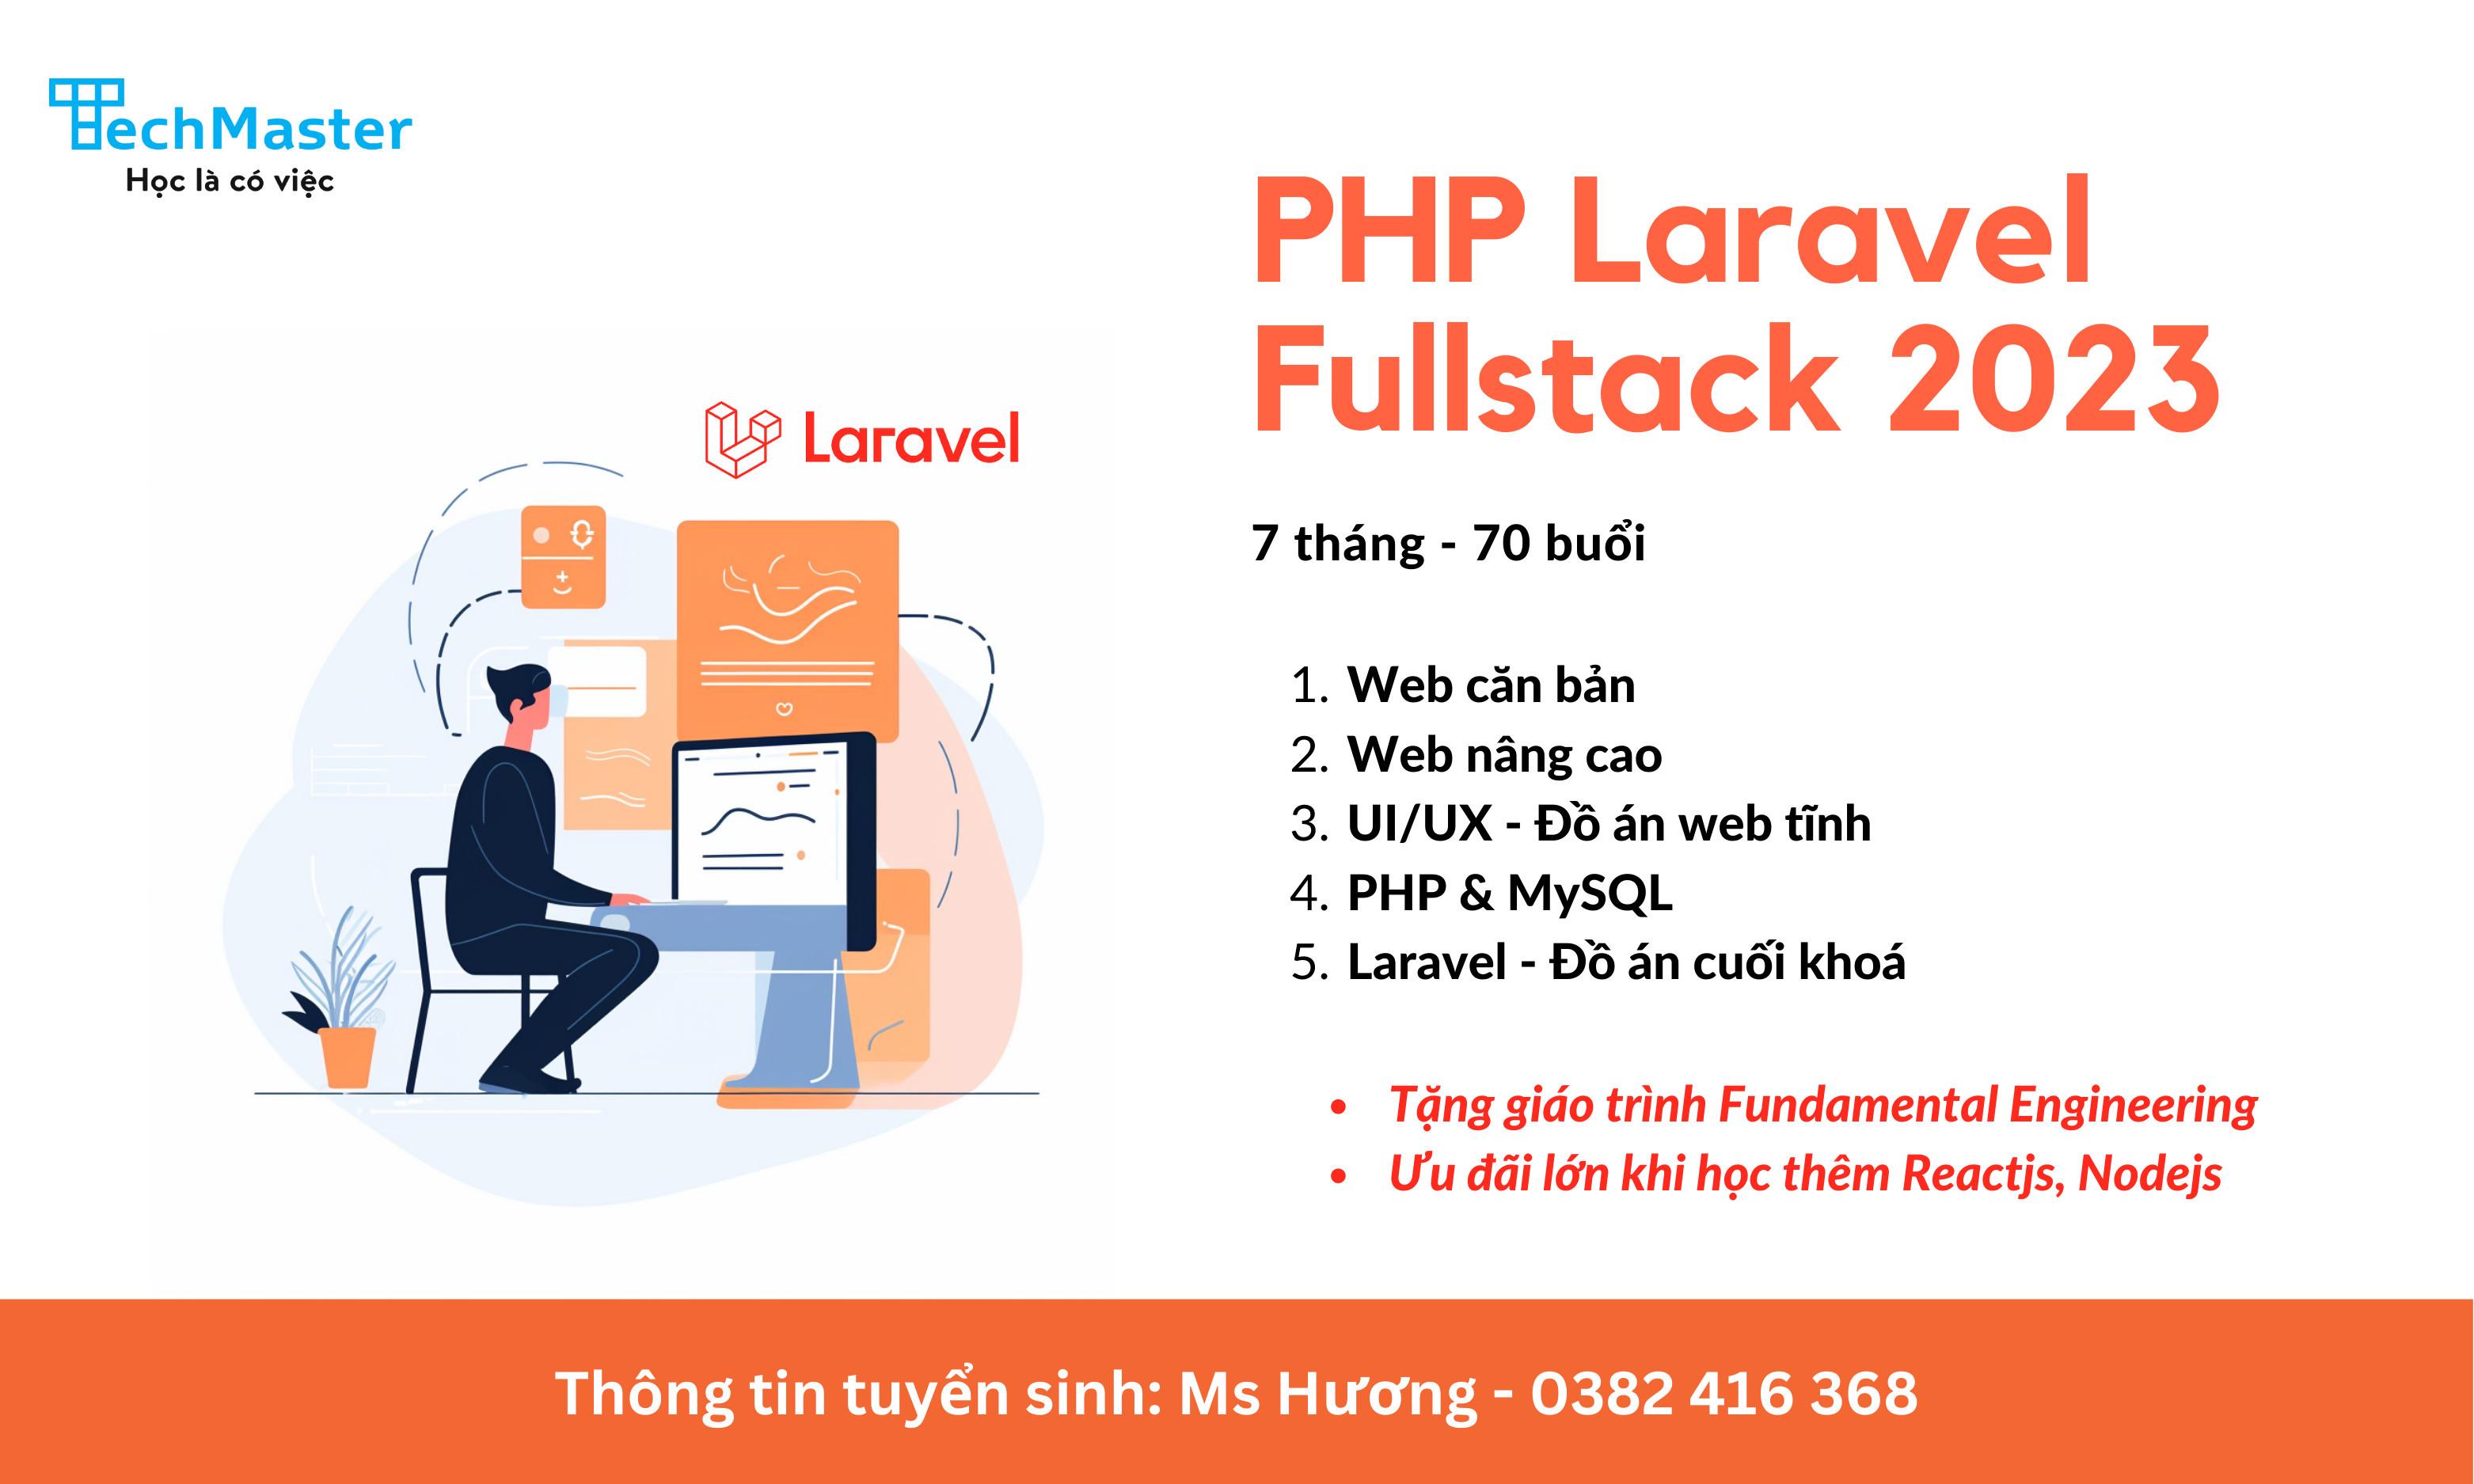 TechMaster
Học là có việc
PHP Laravel
Fullstack 2023
Laravel
7 tháng - 70 buổi
1. Web căn bản
2. Web nâng cao
3. UI/UX - Đồ án web tĩnh
4. PHP & MySQL
5. Laravel - Đồ án cuối khoá
• Tặng giáo trình Fundamental Engineering
• Ưu đãi lớn khi học thêm Reactjs, Nodejs
Thông tin tuyển sinh: Ms Hương - 0382 416 368